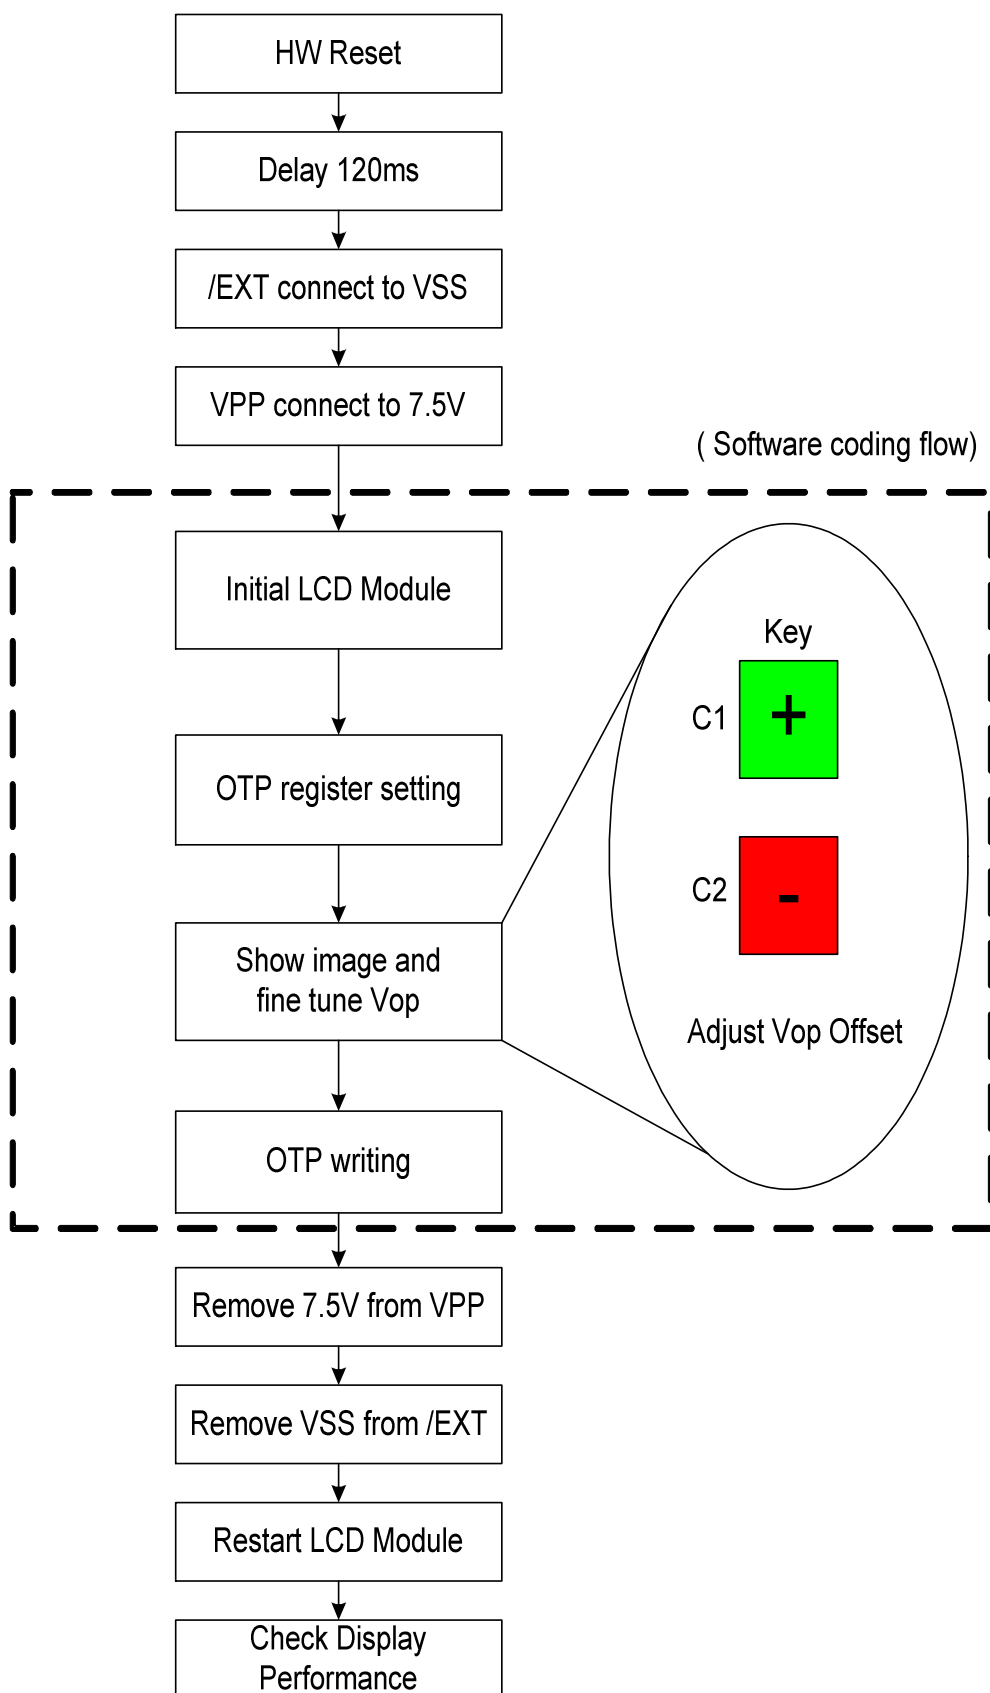 HW Reset
Delay 120ms
/EXT connect to VSS
VPP connect to 7.5V
( Software coding flow)
Initial LCD Module
OTP register setting
Show image and
fine tune Vop
Key
C1
+
C2
-
Adjust Vop Offset
OTP writing
Remove 7.5V from VPP
Remove VSS from /EXT
Restart LCD Module
Check Display
Performance